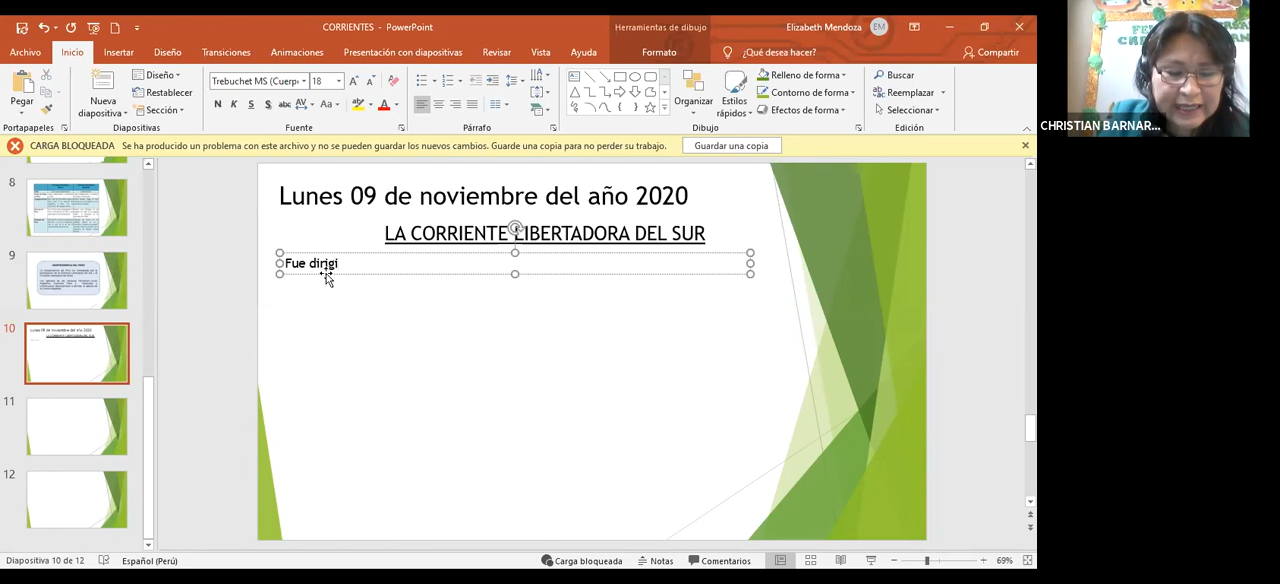 CORRIENTES - PowerPoint
Herramientas de dibujo
Elizabeth Mendoza
EM
Archivo
Inicio
Insertar
Diseño
Transiciones
Animaciones
Presentación con diapositivas
Revisar
Vista
Ayuda
Formato
¿Qué desea hacer?
Compartir
Pegar
Nueva
diapositiva
Diseño
Restablecer
Sección
Trebuchet MS (Cuerp
18
N K S S abc AV Aa A
Organizar
Estilos
rápidos
Relleno de forma
Contorno de forma
Efectos de forma
Buscar
Reemplazar
Seleccionar
Portapapeles
Diapositivas
Fuente
Párrafo
Dibujo
Edición
CARGA BLOQUEADA Se ha producido un problema con este archivo y no se pueden guardar los nuevos cambios. Guarde una copia para no perder su trabajo.
Guardar una copia
CHRISTIAN BARNAR...
8
9
10
11
12
Lunes 09 de noviembre del año 2020
LA CORRIENTE LIBERTADORA DEL SUR
Fue dirigi
Diapositiva 10 de 12
Español (Perú)
Carga bloqueada
Notas
Comentarios
69%